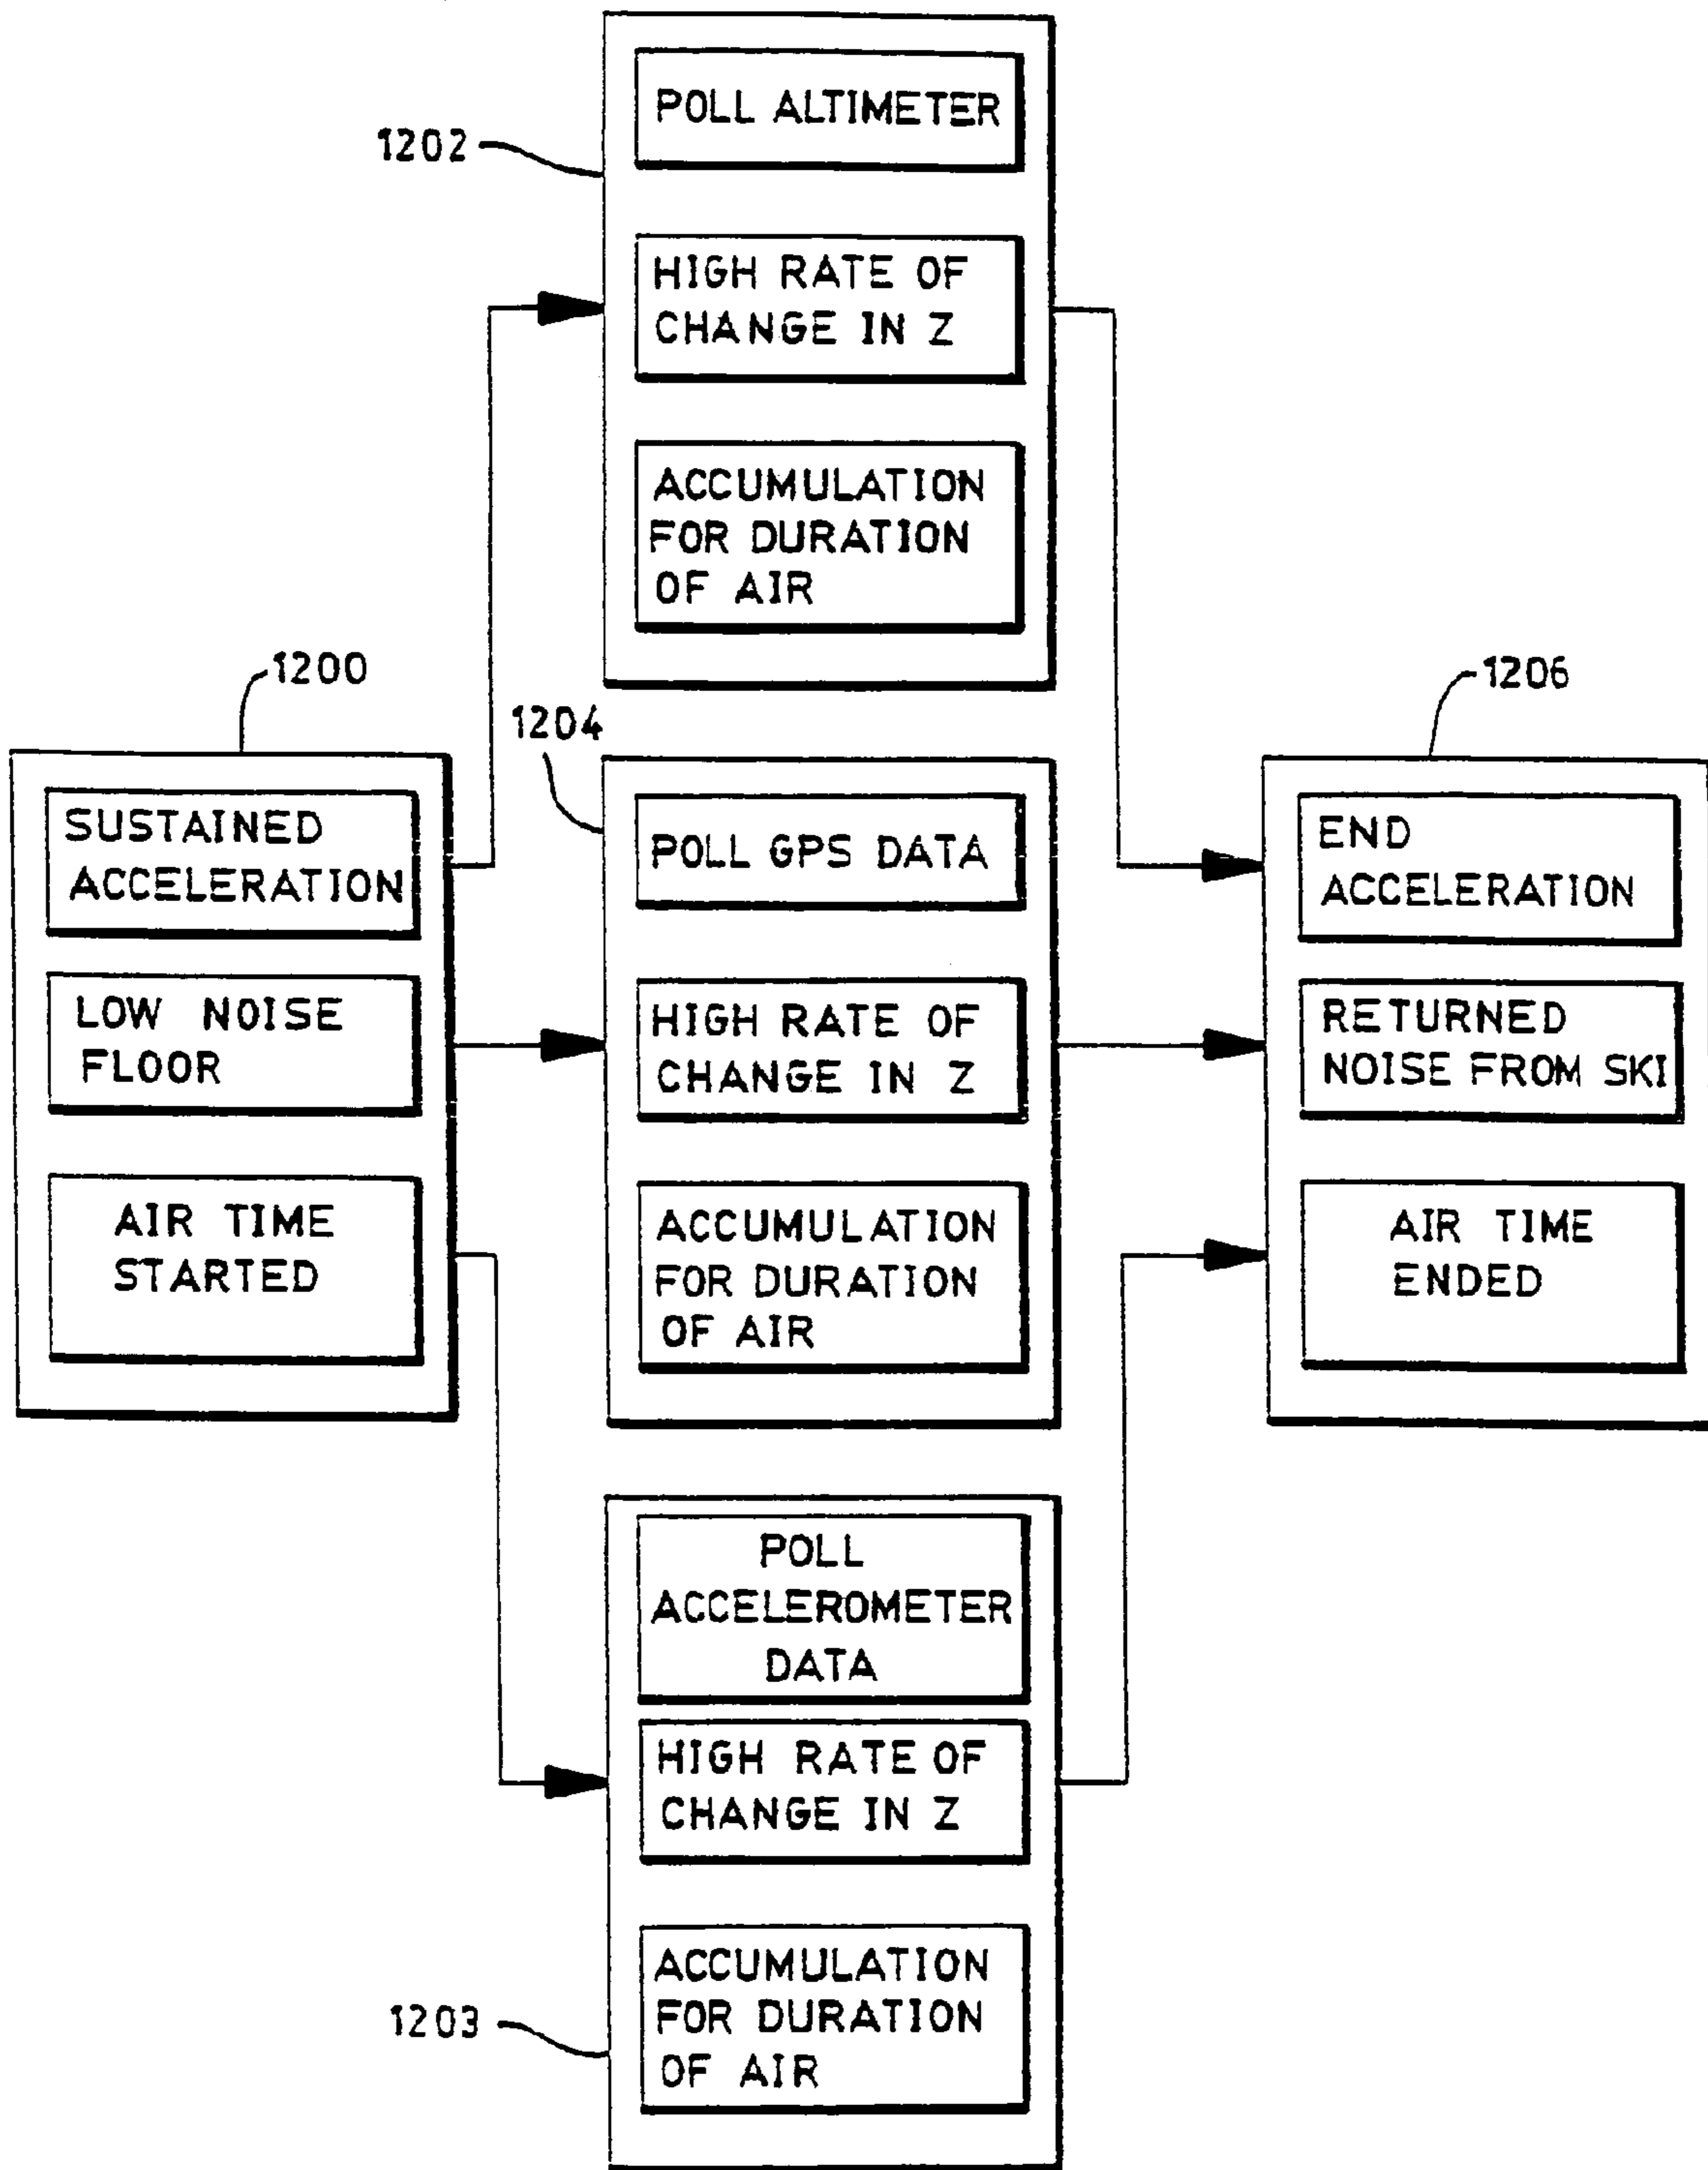 1200
SUSTAINED
ACCELERATION
LOW NOISE
FLOOR
AIR TIME
STARTED
1202
POLL ALTIMETER
HIGH RATE OF
CHANGE IN Z
ACCUMULATION
FOR DURATION
OF AIR
1204
POLL GPS DATA
HIGH RATE OF
CHANGE IN Z
ACCUMULATION
FOR DURATION
OF AIR
POLL
ACCELEROMETER
DATA
HIGH RATE OF
CHANGE IN Z
1203
ACCUMULATION
FOR DURATION
OF AIR
1206
END
ACCELERATION
RETURNED
NOISE FROM SKI
AIR TIME
ENDED